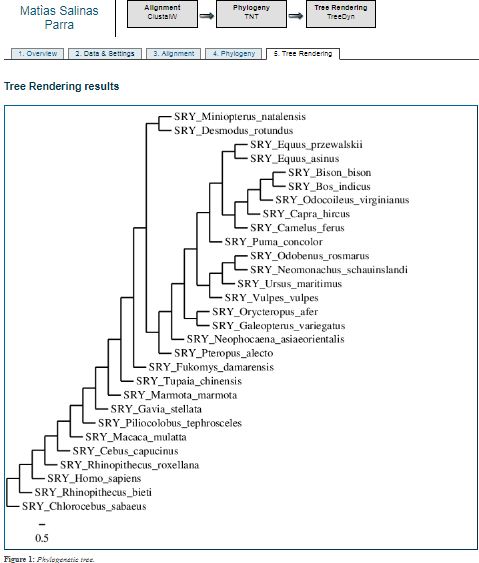 Matias Salinas
Parra
Alignment
ClustalW
Phylogeny
TNT
Tree Rendering
TreeDyn
1. Overview
2. Data & Settings
3. Alignment
4. Phylogeny
5. Tree Rendering
Tree Rendering results
SRY_Miniopterus_natalensis
SRY_Desmodus_rotundus
SRY_Equus_przewalskii
SRY_Equus_asinus
SRY_Bison_bison
SRY_Bos_indicus
SRY_Odocoileus_virginianus
SRY_Capra_hircus
SRY_Camelus_ferus
SRY_Puma_concolor
SRY_Odobenus_rosmarus
SRY_Neomonachus_schauinslandi
SRY_Ursus_maritimus
SRY_Vulpes_vulpes
SRY_Orycteropus_afer
SRY_Galeopterus_variegatus
SRY_Neophocaena_asiaeorientalis
SRY_Pteropus_alecto
SRY_Fukomys_damarensis
SRY_Tupaia_chinensis
SRY_Marmota_marmota
SRY_Gavia_stellata
SRY_Piliocolobus_tephrosceles
SRY_Macaca_mulatta
SRY_Cebus_capucinus
SRY_Rhinopithecus_roxellana
SRY_Homo_sapiens
SRY_Rhinopithecus_bieti
SRY_Chlorocebus_sabaeus
0.5
Figure 1: Phylogenetic tree.